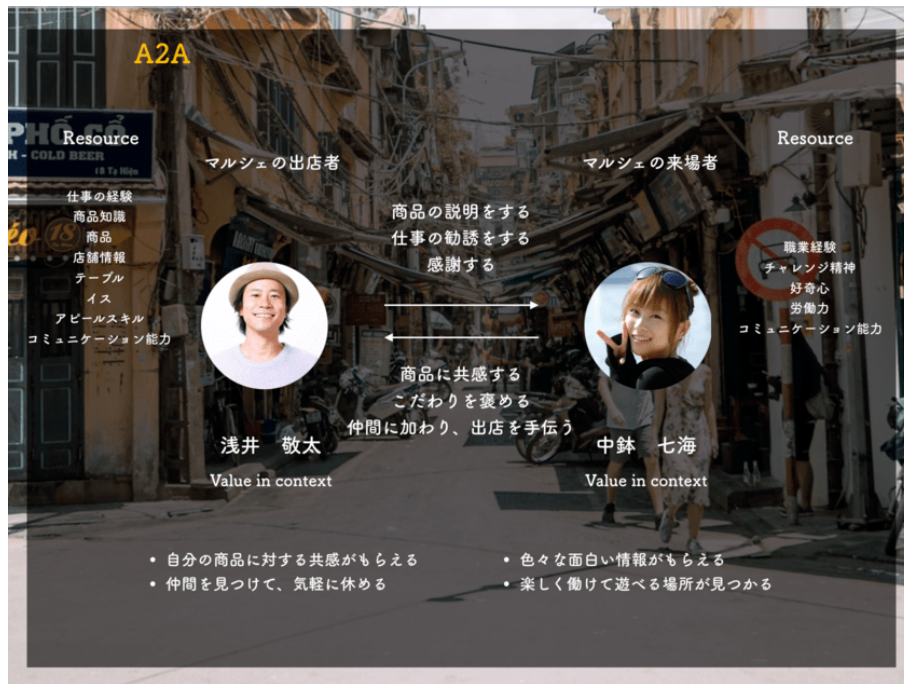 A2A
PHỐ CỔ
H - COLD BEER
18 Tạ Hiện
Resource
仕事の経験
商品知識
商品
店舗情報
テーブル
イス
アピールスキル
コミュニケーション能力
マルシェの出店者
商品の説明をする
仕事の勧誘をする
感謝する
商品に共感する
こだわりを褒める
仲間に加わり、出店を手伝う
マルシェの来場者
Resource
職業経験
チャレンジ精神
好奇心
労働力
コミュニケーション能力
浅井 敬太
Value in context
• 自分の商品に対する共感がもらえる
• 仲間を見つけて、気軽に休める
中鉢 七海
Value in context
• 色々な面白い情報がもらえる
• 楽しく働けて遊べる場所が見つかる